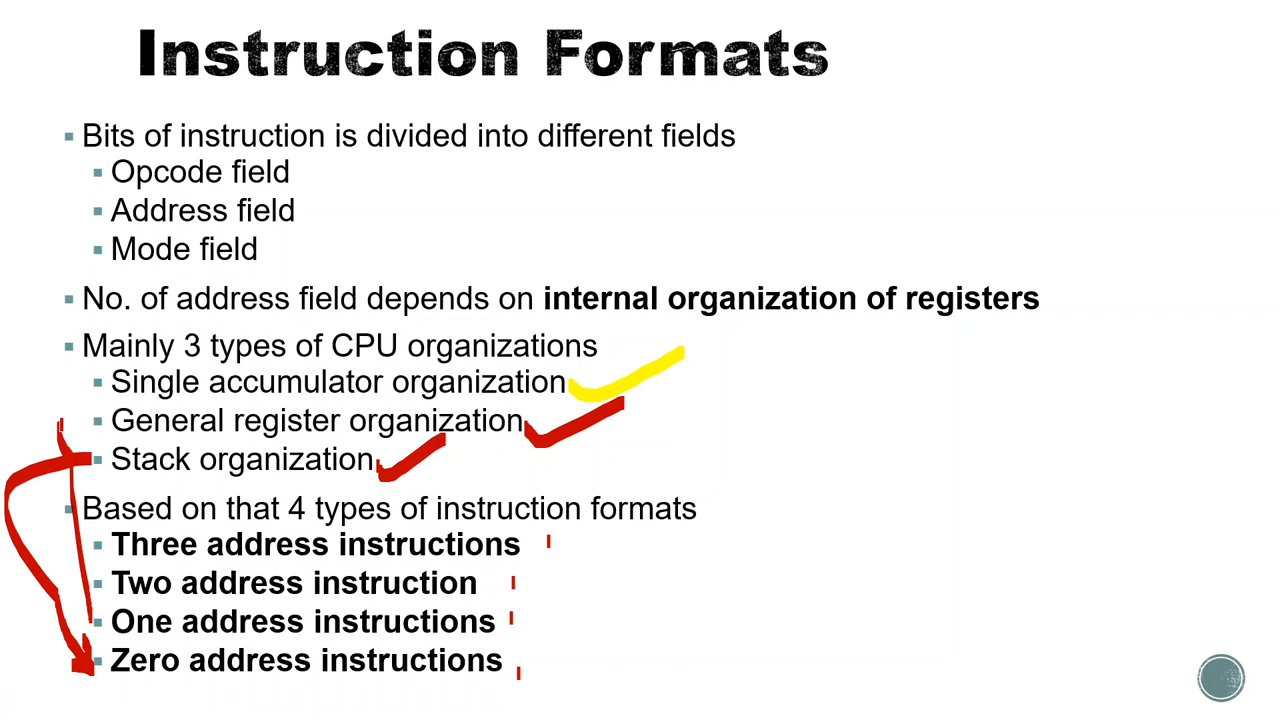 Instruction Formats
Bits of instruction is divided into different fields
Opcode field
Address field
Mode field
No. of address field depends on internal organization of registers
Mainly 3 types of CPU organizations
Single accumulator organization
General register organization
Stack organization
Based on that 4 types of instruction formats
Three address instructions
Two address instruction
One address instructions
Zero address instructions